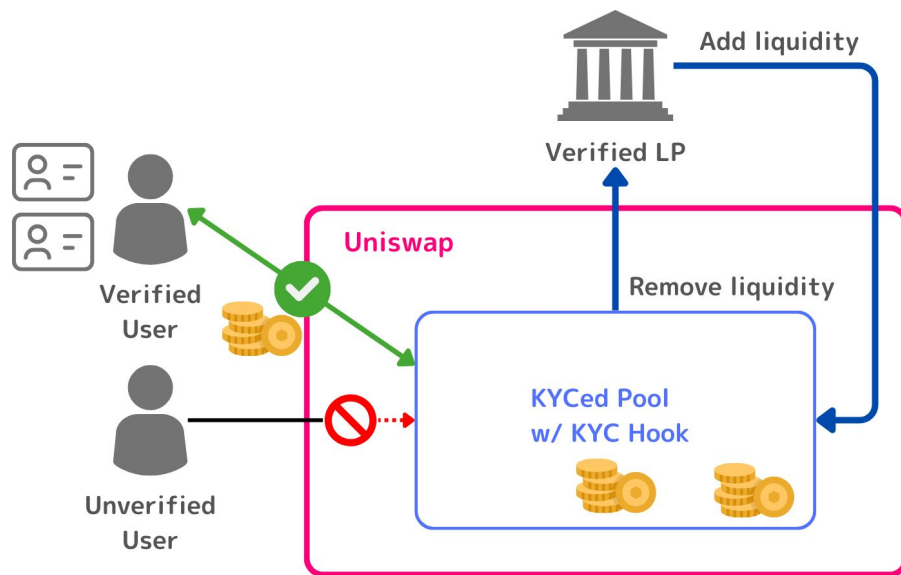 Add liquidity
Verified LP
Uniswap
Verified
User
Remove liquidity
KYCed Pool
w/ KYC Hook
Unverified
User